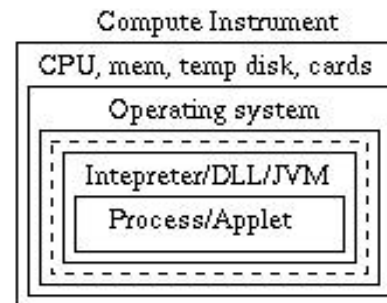 Compute Instrument
CPU, mem, temp disk, cards
Operating system
Intepreter/DLL/JVM
Process/Applet